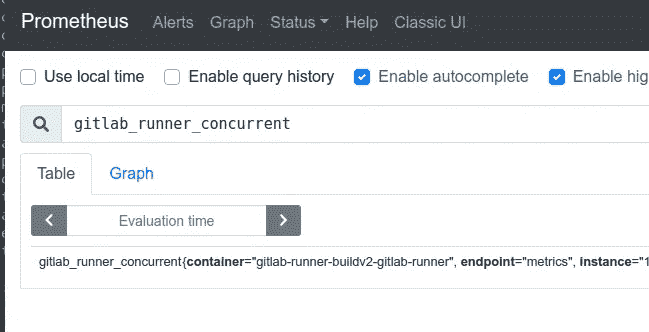 Prometheus Alerts Graph Status Help Classic UI
Use local time Enable query history Enable autocomplete Enable hig
gitlab_runner_concurrent
Table Graph
Evaluation time
gitlab_runner_concurrent{container="gitlab-runner-buildv2-gitlab-runner", endpoint="metrics", instance="1